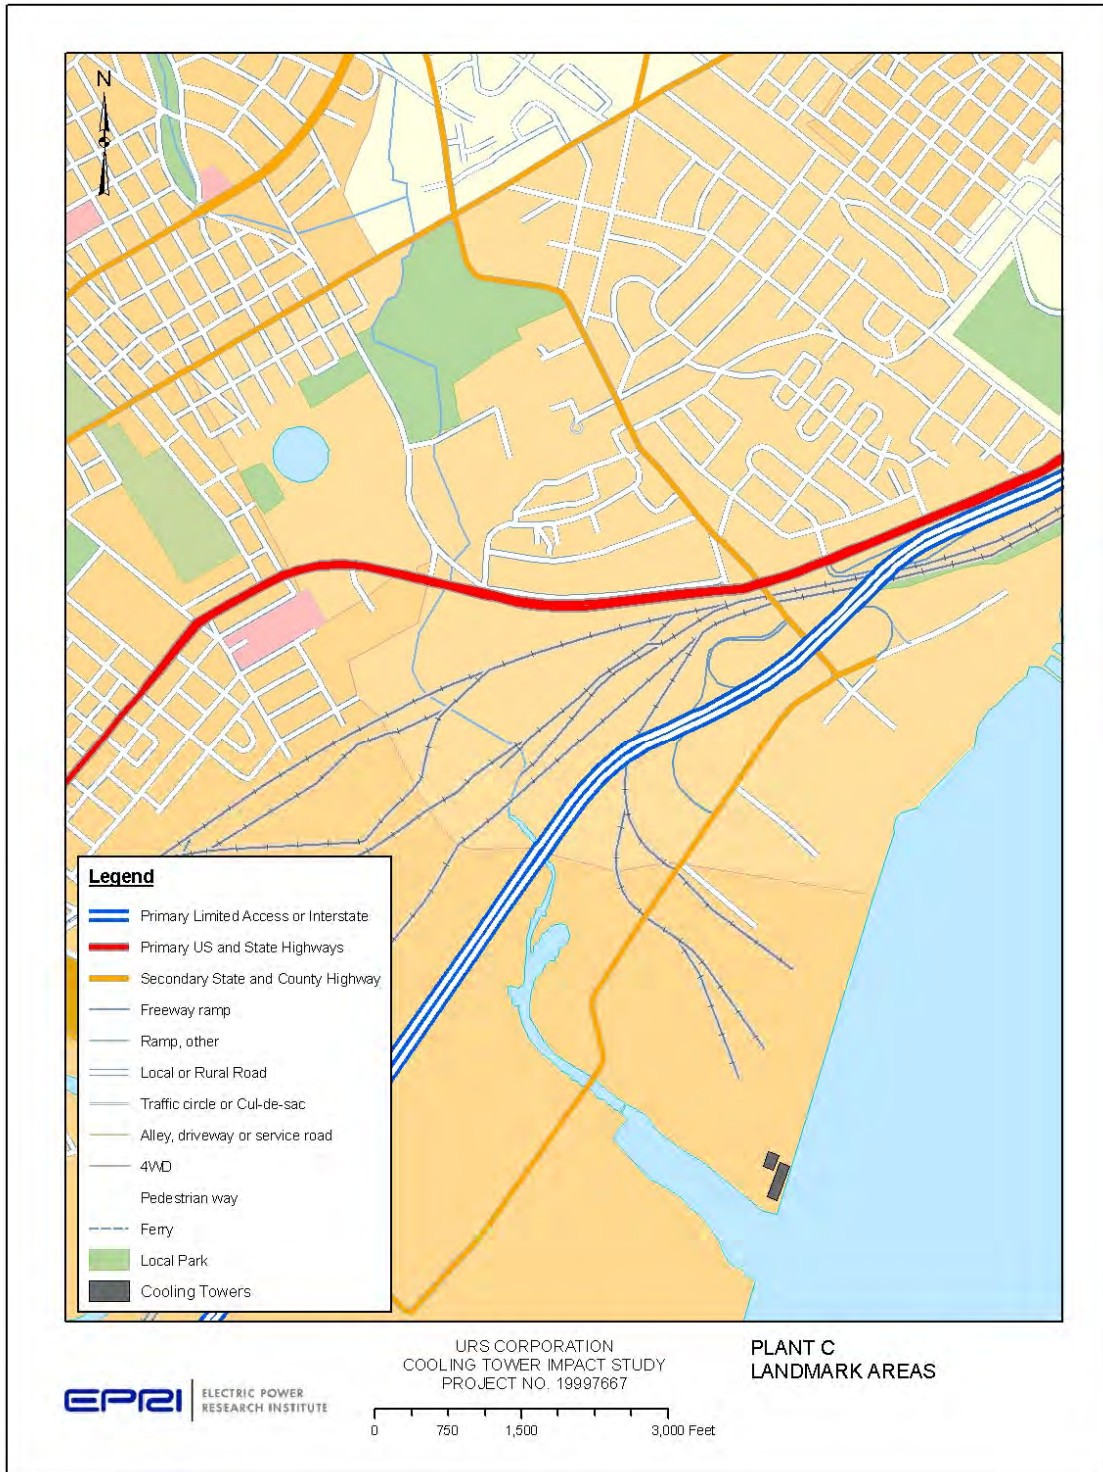 N
Legend
Primary Limited Access or Interstate
Primary US and State Highways
Secondary State and County Highway
Freeway ramp
Ramp, other
Local or Rural Road
Traffic circle or Cul-de-sac
Alley, driveway or service road
4WD
Pedestrian way
Ferry
Local Park
Cooling Towers
URS CORPORATION
COOLING TOWER IMPACT STUDY
PROJECT NO. 19997667
PLANT C
LANDMARK AREAS
EPRI
ELECTRIC POWER
RESEARCH INSTITUTE
0 750 1,500 3,000 Feet